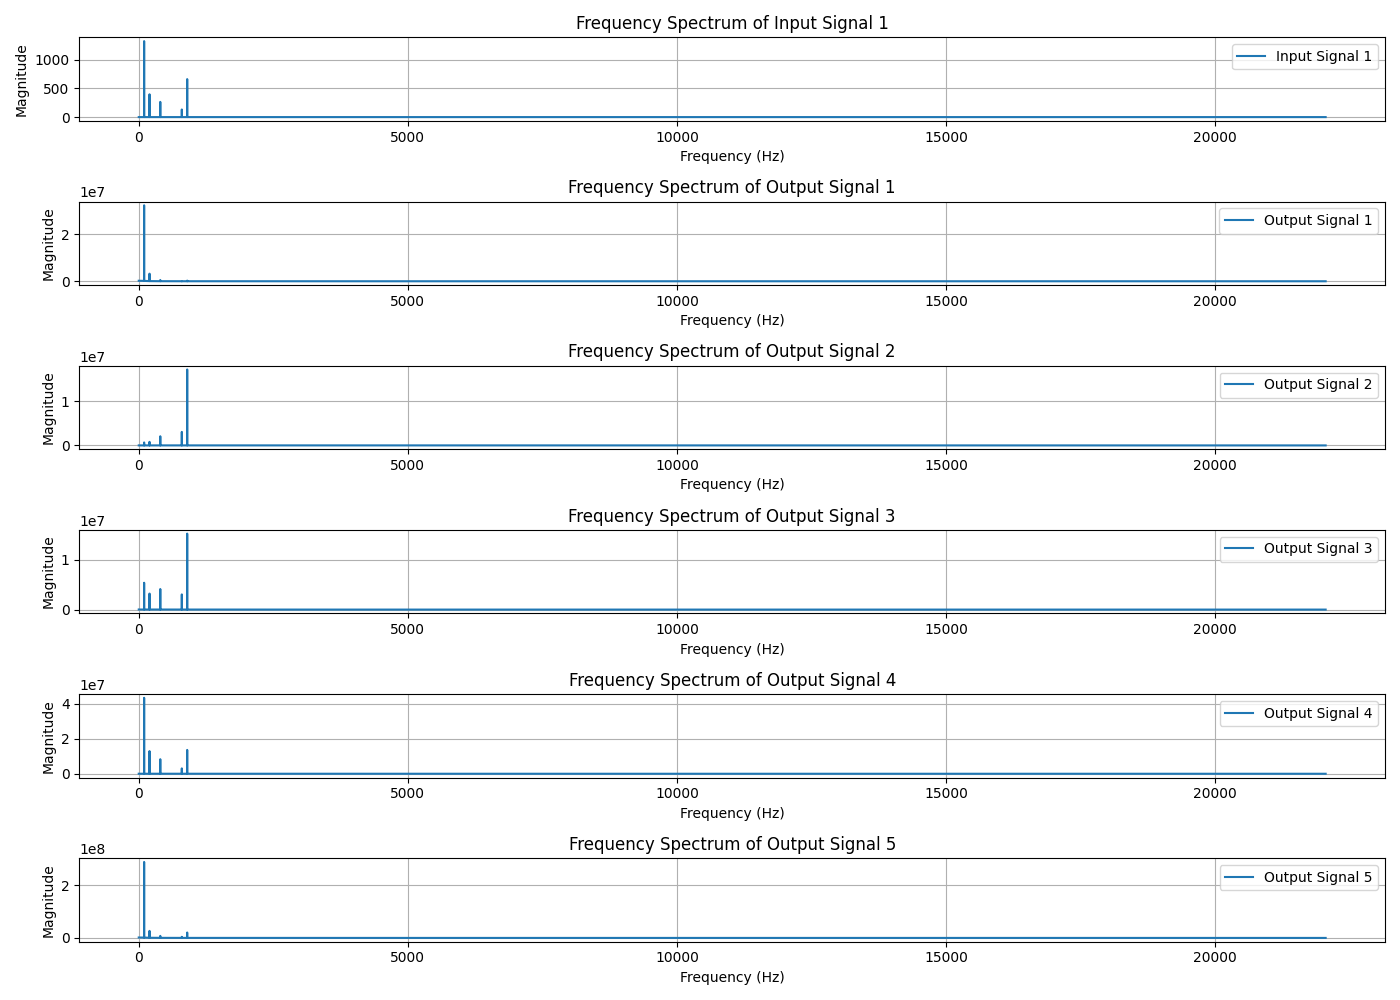 Frequency Spectrum of Input Signal 1
Magnitude
1000
500
0
Input Signal 1
0 5000 10000 15000 20000
Frequency (Hz)
Frequency Spectrum of Output Signal 1
1e7
Magnitude
2
0
Output Signal 1
0 5000 10000 15000 20000
Frequency (Hz)
Frequency Spectrum of Output Signal 2
1e7
Magnitude
1
0
Output Signal 2
0 5000 10000 15000 20000
Frequency (Hz)
Frequency Spectrum of Output Signal 3
1e7
Magnitude
1
0
Output Signal 3
0 5000 10000 15000 20000
Frequency (Hz)
Frequency Spectrum of Output Signal 4
1e7
Magnitude
4
2
0
Output Signal 4
0 5000 10000 15000 20000
Frequency (Hz)
Frequency Spectrum of Output Signal 5
1e8
Magnitude
2
0
Output Signal 5
0 5000 10000 15000 20000
Frequency (Hz)